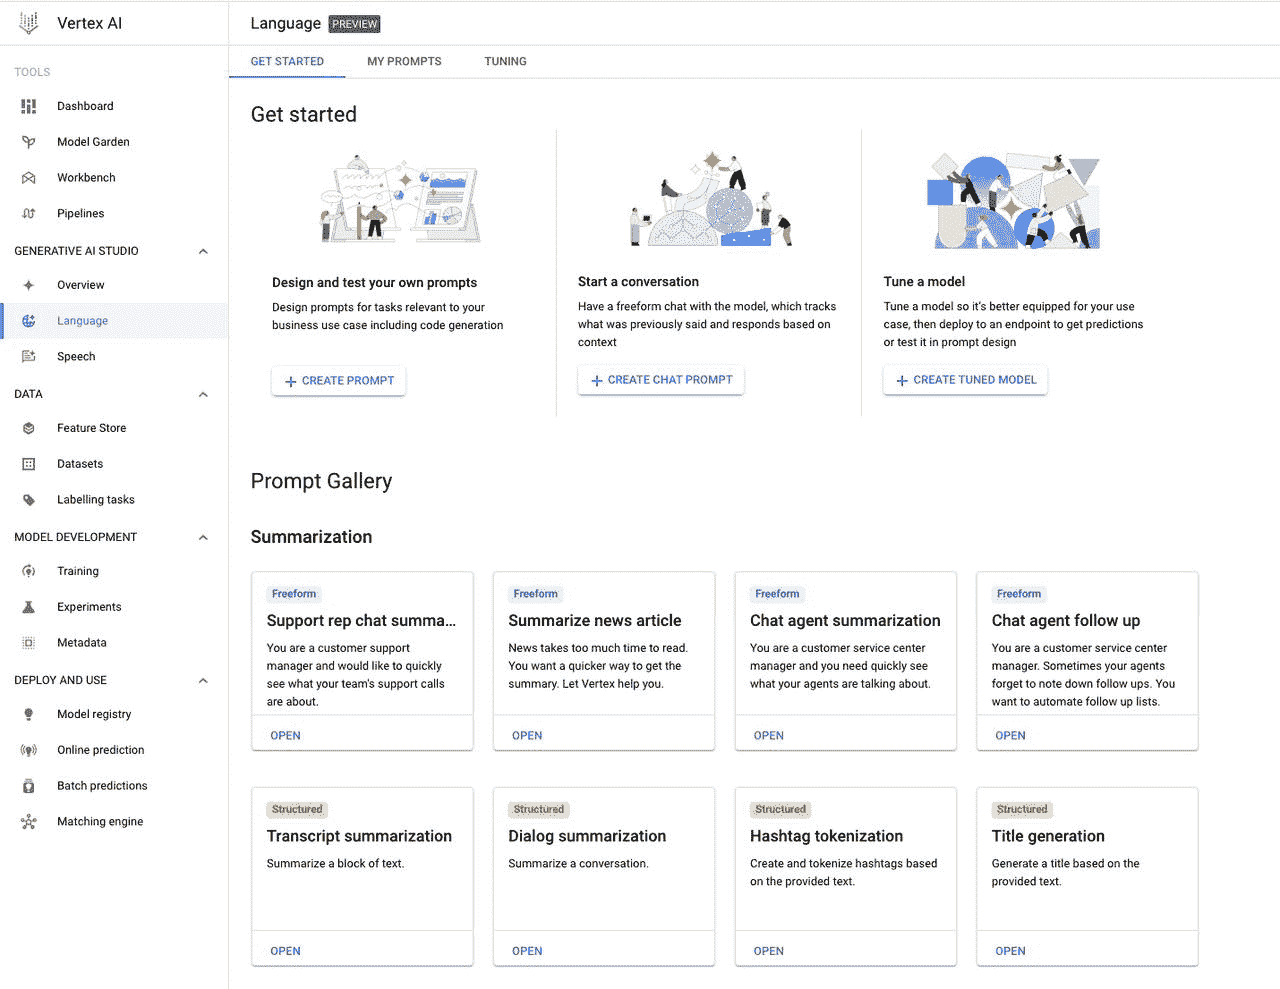 Vertex AI
Language PREVIEW
GET STARTED MY PROMPTS TUNING
TOOLS
Dashboard
Model Garden
Workbench
Pipelines
GENERATIVE AI STUDIO
Overview
Language
Speech
DATA
Feature Store
Datasets
Labelling tasks
MODEL DEVELOPMENT
Training
Experiments
Metadata
DEPLOY AND USE
Model registry
Online prediction
Batch predictions
Matching engine
Get started
Design and test your own prompts
Design prompts for tasks relevant to your
business use case including code generation
CREATE PROMPT
Start a conversation
Have a freeform chat with the model, which tracks
what was previously said and responds based on
context
CREATE CHAT PROMPT
Tune a model
Tune a model so it's better equipped for your use
case, then deploy to an endpoint to get predictions
or test it in prompt design
CREATE TUNED MODEL
Prompt Gallery
Summarization
Freeform
Support rep chat summa...
You are a customer support
manager and would like to quickly
see what your team's support calls
are about.
OPEN
Freeform
Summarize news article
News takes too much time to read.
You want a quicker way to get the
summary. Let Vertex help you.
OPEN
Freeform
Chat agent summarization
You are a customer service center
manager and you need quickly see
what your agents are talking about.
OPEN
Freeform
Chat agent follow up
You are a customer service center
manager. Sometimes your agents
forget to note down follow ups. You
want to automate follow up lists.
OPEN
Structured
Transcript summarization
Summarize a block of text.
OPEN
Structured
Dialog summarization
Summarize a conversation.
OPEN
Structured
Hashtag tokenization
Create and tokenize hashtags based
on the provided text.
OPEN
Structured
Title generation
Generate a title based on the
provided text.
OPEN